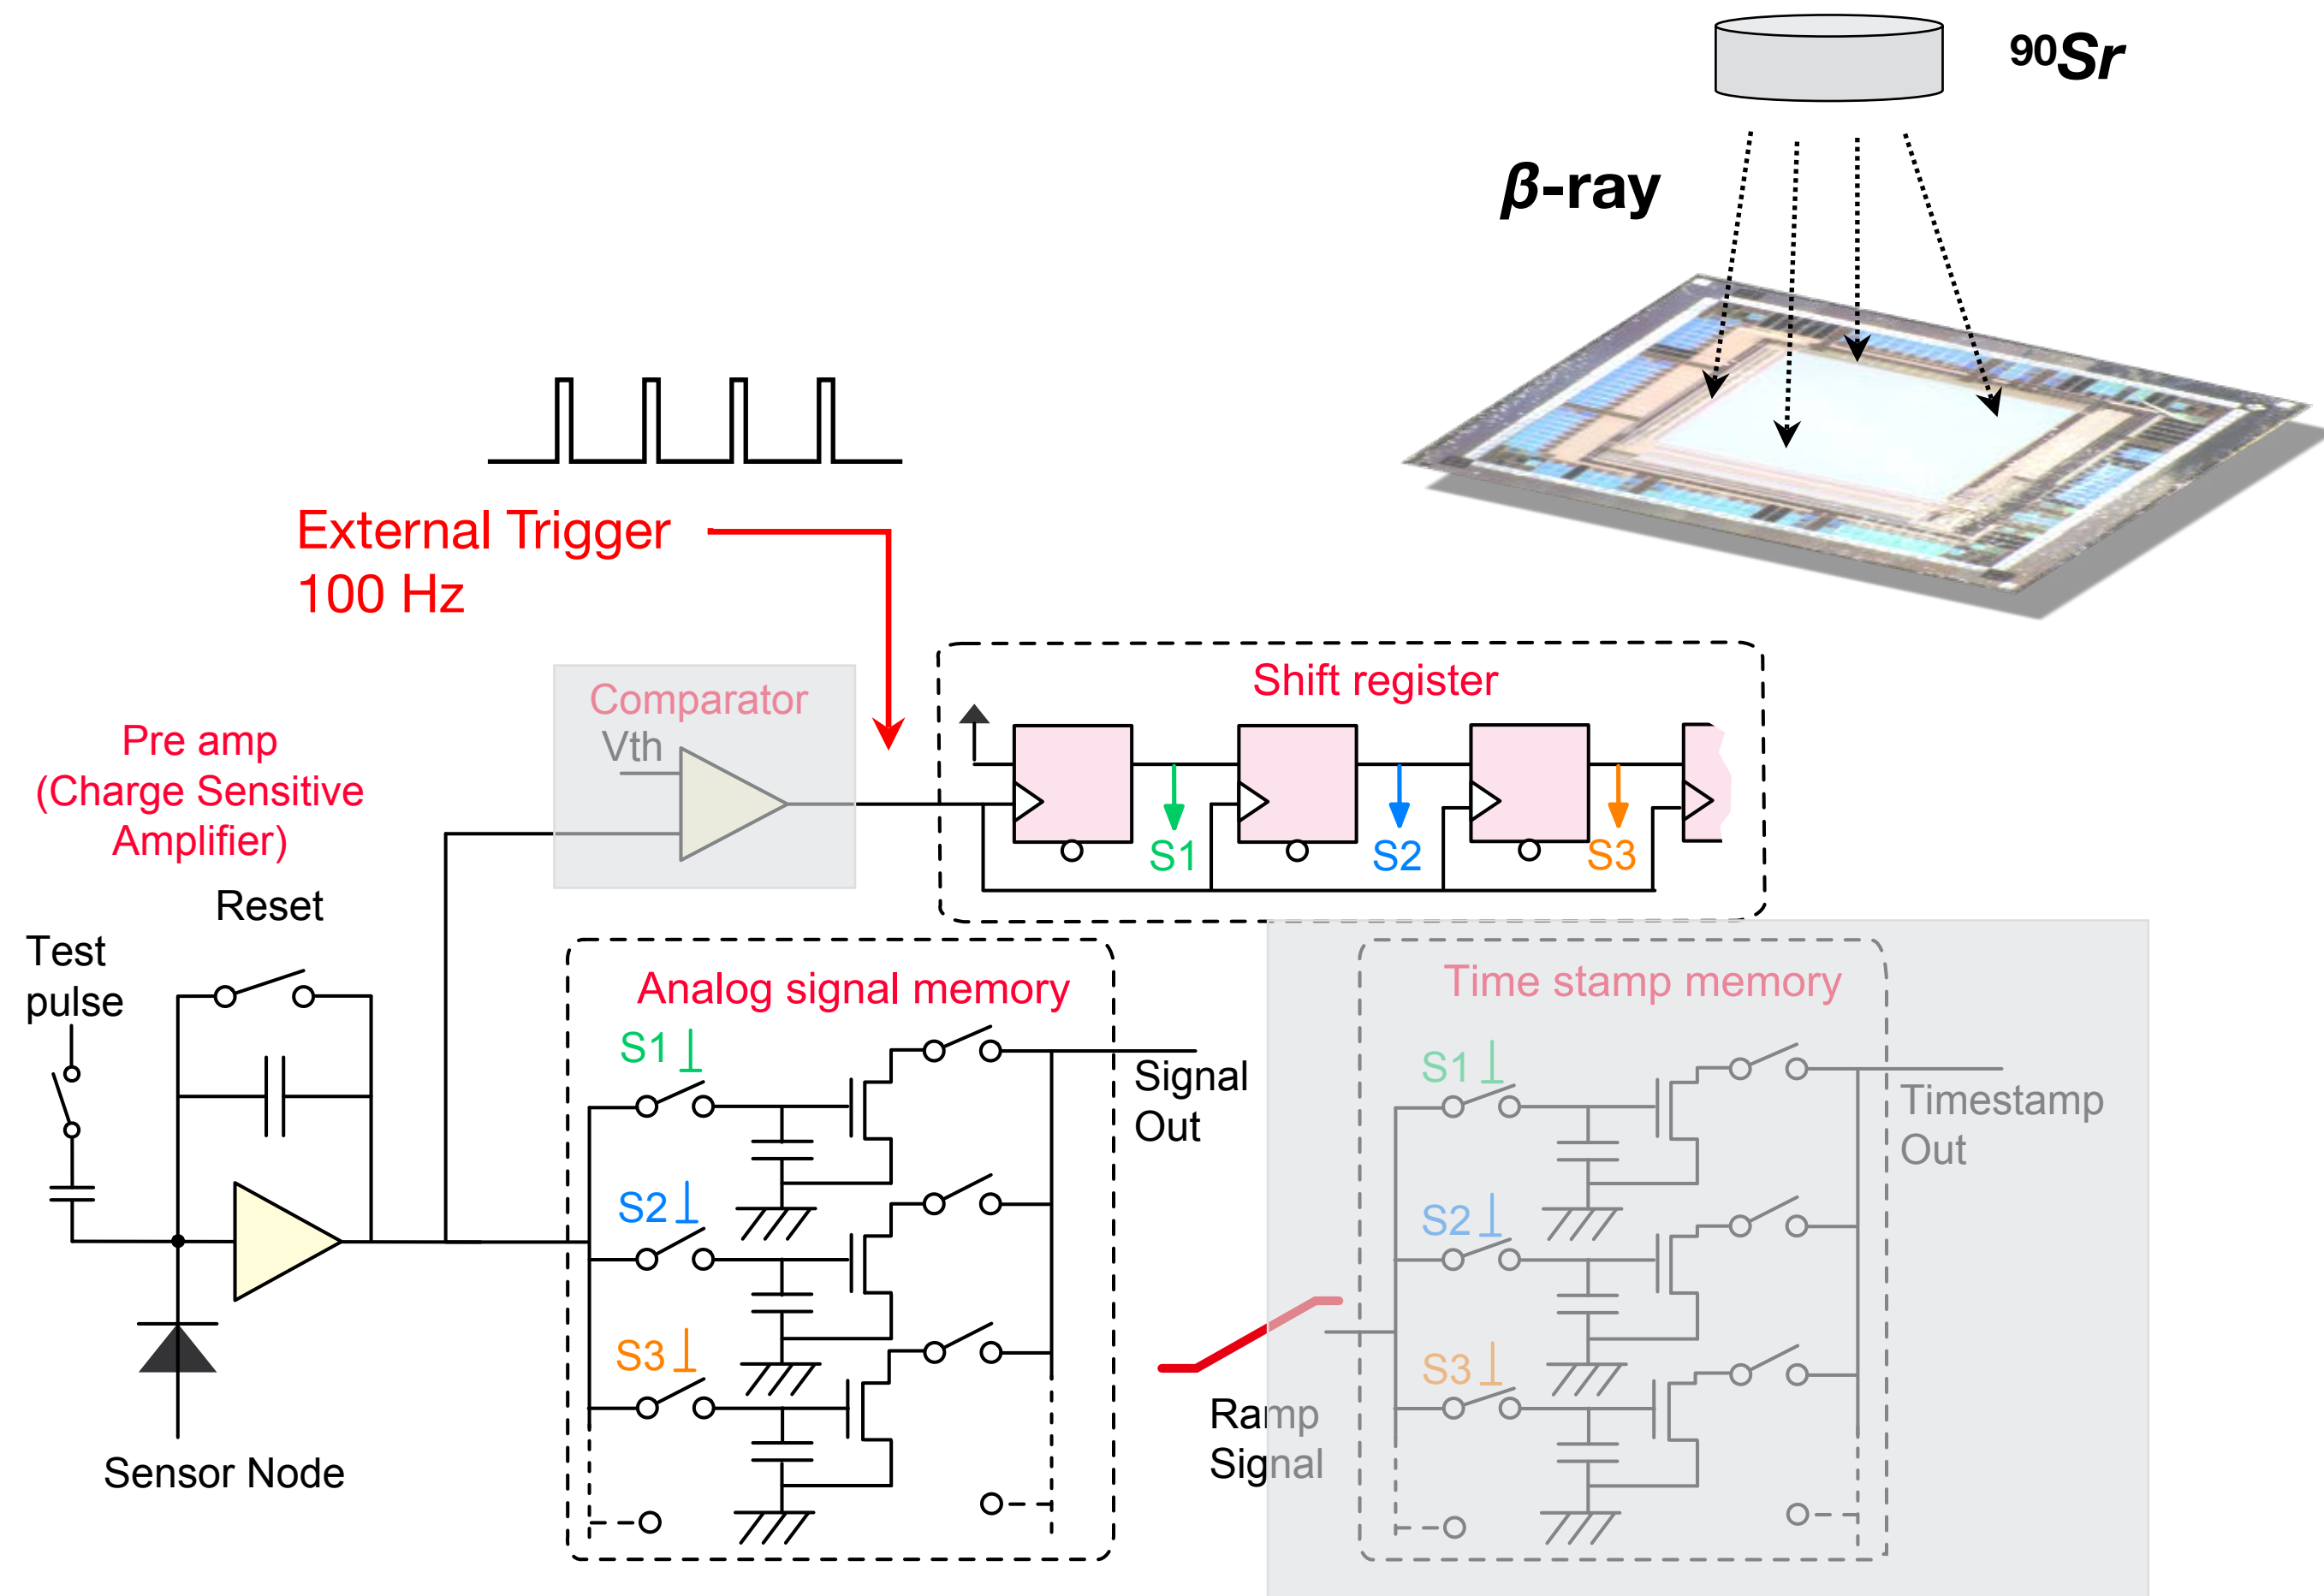 ⁹⁰Sr
β-ray
External Trigger
100 Hz
Shift register
Comparator
Vth
Pre amp
(Charge Sensitive
Amplifier)
S1
S2
S3
Reset
Test
pulse
Analog signal memory
S1
S2
S3
Signal
Out
Time stamp memory
S1
S2
S3
Timestamp
Out
Ramp
Signal
Sensor Node